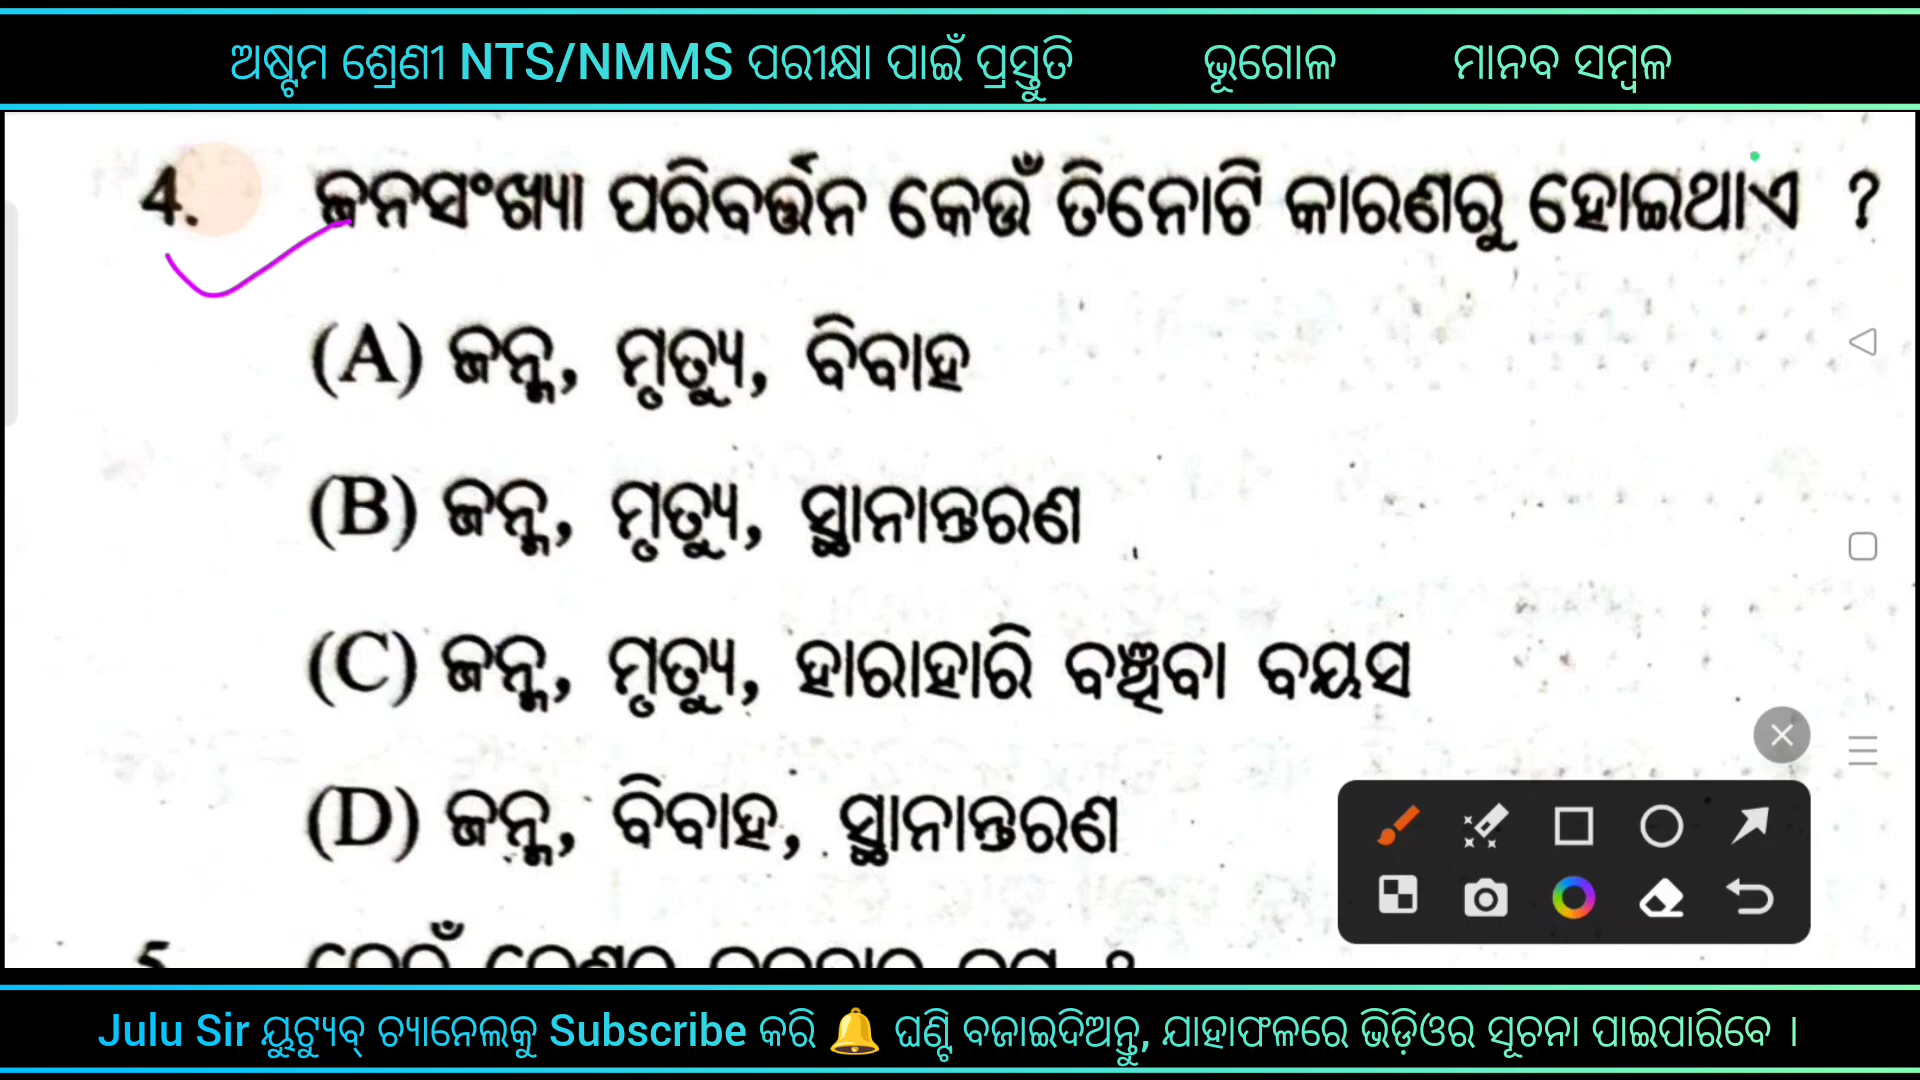 ଅଷ୍ଟମ ଶ୍ରେଣୀ NTS/NMMS ପରୀକ୍ଷା ପାଇଁ ପ୍ରସ୍ତୁତି ଭୂଗୋଳ ମାନବ ସମ୍ବଳ
4. ଜନସଂଖ୍ୟା ପରିବର୍ତ୍ତନ କେଉଁ ତିନୋଟି କାରଣରୁ ହୋଇଥାଏ ?
(A) ଜନ୍ମ, ମୃତ୍ୟୁ, ବିବାହ
(B) ଜନ୍ମ, ମୃତ୍ୟୁ, ସ୍ଥାନାନ୍ତରଣ
(C) ଜନ୍ମ, ମୃତ୍ୟୁ, ହାରାହାରି ବଞ୍ଚିବା ବୟସ
(D) ଜନ୍ମ, ବିବାହ, ସ୍ଥାନାନ୍ତରଣ
5
Julu Sir ୟୁଟ୍ୟୁବ୍ ଚ୍ୟାନେଲକୁ Subscribe କରି 🔔 ଘଣ୍ଟି ବଜାଇଦିଅନ୍ତୁ, ଯାହାଫଳରେ ଭିଡ଼ିଓର ସୂଚନା ପାଇପାରିବେ ।